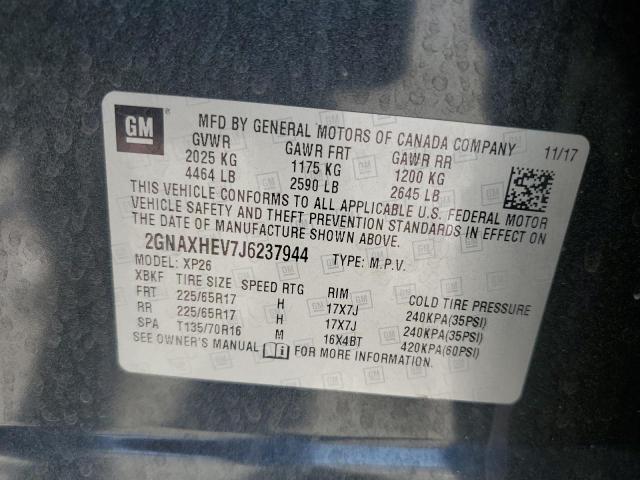 GM
MFD BY GENERAL MOTORS OF CANADA COMPANY
GVWR GAWR FRT GAWR RR 11/17
2025 KG 1175 KG 1200 KG
4464 LB 2590 LB 2645 LB
THIS VEHICLE CONFORMS TO ALL APPLICABLE U.S. FEDERAL MOTOR
VEHICLE SAFETY AND THEFT PREVENTION STANDARDS IN EFFECT ON
THE DATE OF MANUFACTURE SHOWN ABOVE.
2GNAXHEV7J6237944 TYPE: M.P.V.
MODEL: XP26
XBKF TIRE SIZE SPEED RTG RIM COLD TIRE PRESSURE
FRT 225/65R17 H 17X7J 240KPA(35PSI)
RR 225/65R17 H 17X7J 240KPA(35PSI)
SPA T135/70R16 M 16X4BT 420KPA(60PSI)
SEE OWNER'S MANUAL FOR MORE INFORMATION.